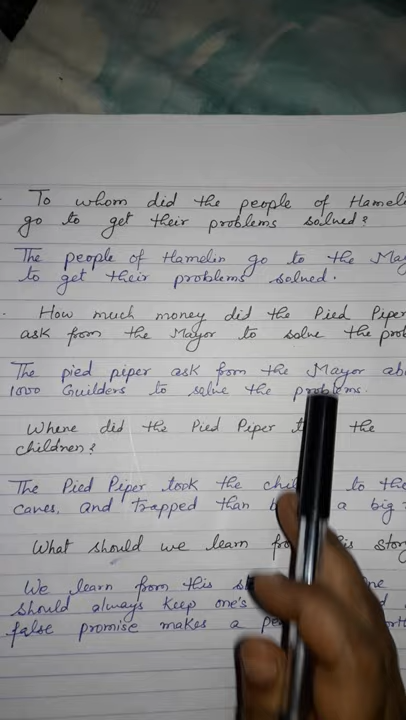 To whom did the people of Hamel
go to get their problems solved?
The people of Hamelin go to the May
to get their problems solved.
How much money did the Pied Piper
ask from the Mayor to solve the prob
The pied piper ask from the Mayor ab
1000 Guilders to solve the problems.
Where did the Pied Piper the
children?
The Pied Piper took the to the
caves, and trapped than a big
What should we learn this stor
We learn from this
should always keep one's
false promise makes a